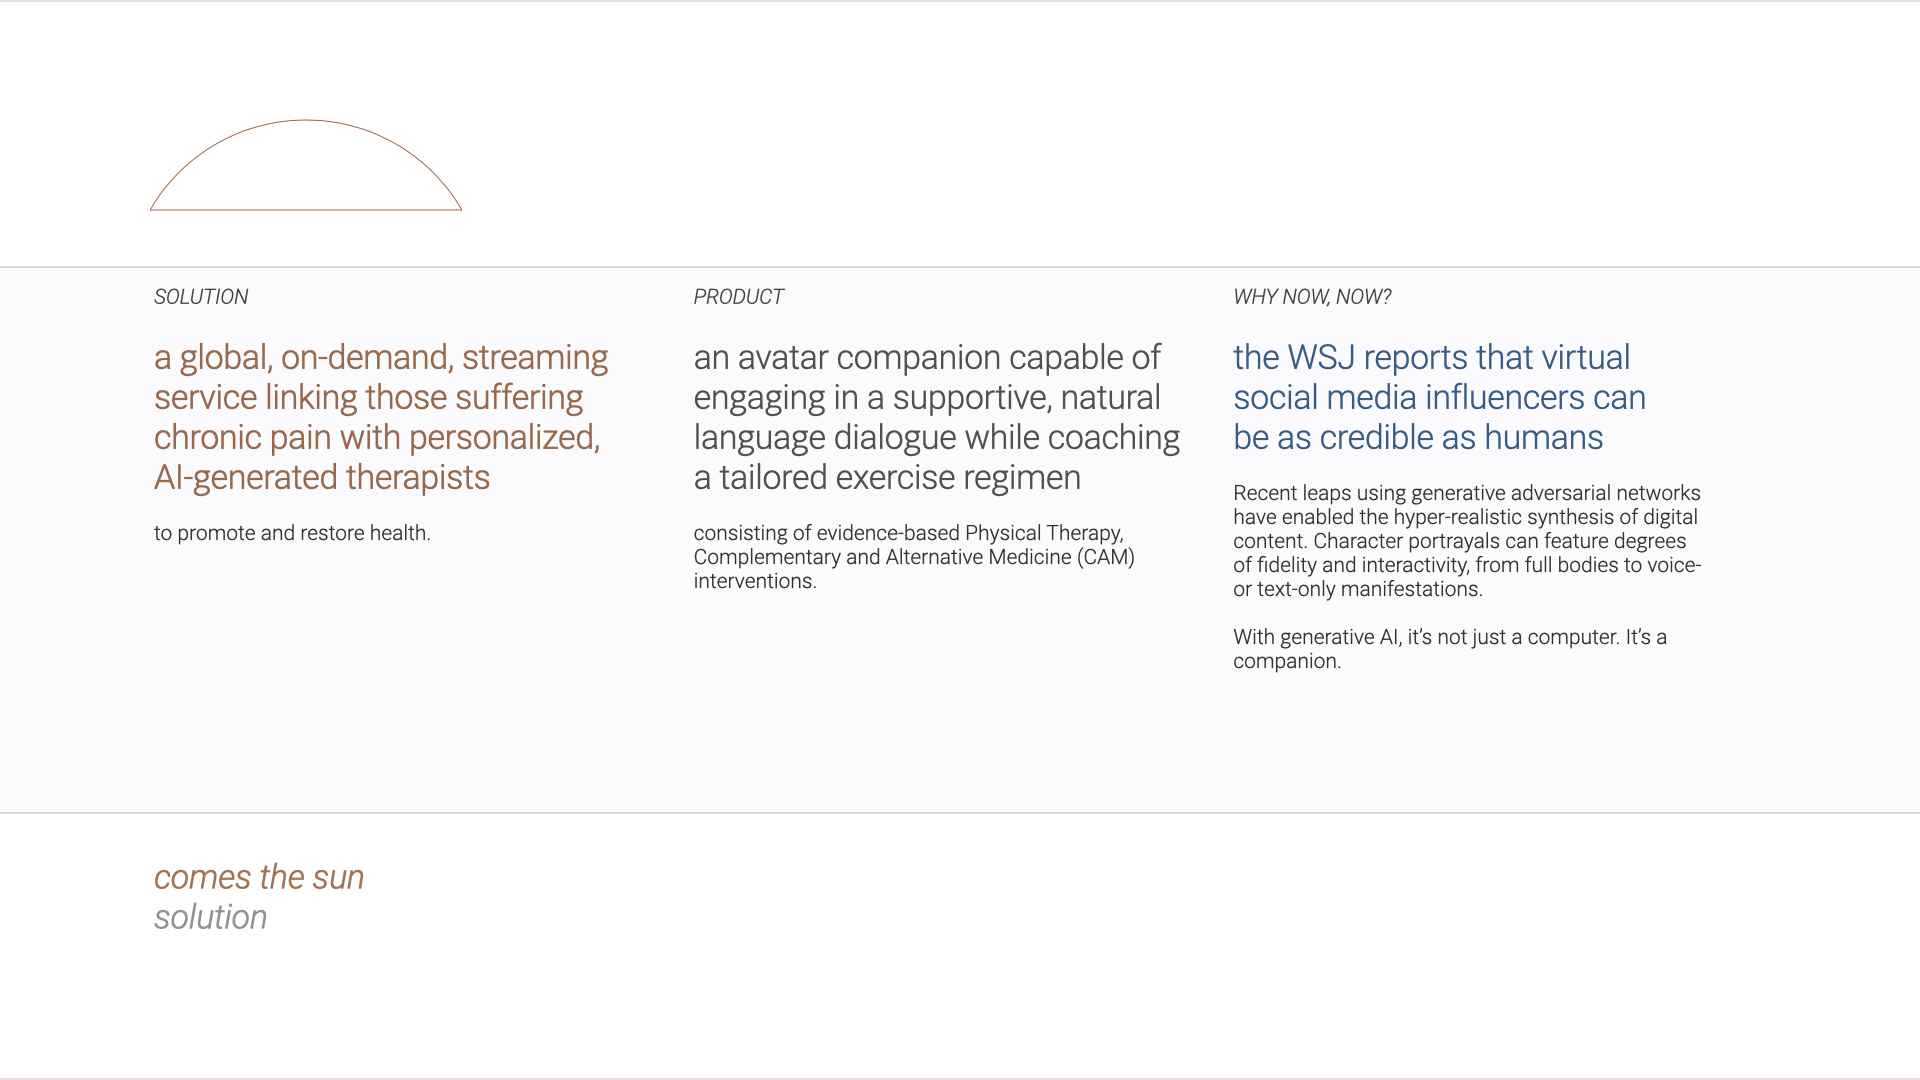 SOLUTION
a global, on-demand, streaming
service linking those suffering
chronic pain with personalized,
AI-generated therapists
to promote and restore health.
PRODUCT
an avatar companion capable of
engaging in a supportive, natural
language dialogue while coaching
a tailored exercise regimen
consisting of evidence-based Physical Therapy,
Complementary and Alternative Medicine (CAM)
interventions.
WHY NOW, NOW?
the WSJ reports that virtual
social media influencers can
be as credible as humans
Recent leaps using generative adversarial networks
have enabled the hyper-realistic synthesis of digital
content. Character portrayals can feature degrees
of fidelity and interactivity, from full bodies to voice-
or text-only manifestations.
With generative AI, it’s not just a computer. It’s a
companion.
comes the sun
solution